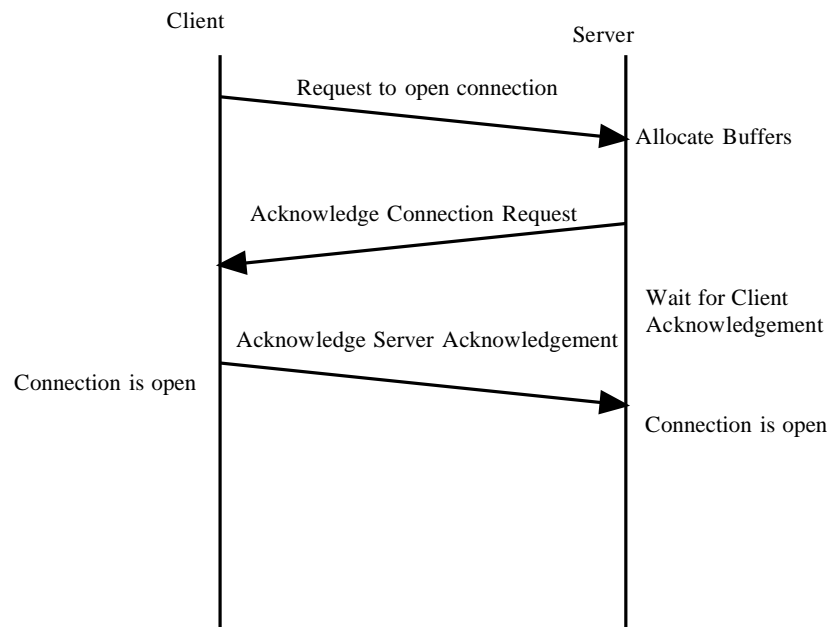 Client
Server
Request to open connection
Allocate Buffers
Acknowledge Connection Request
Wait for Client
Acknowledgement
Acknowledge Server Acknowledgement
Connection is open
Connection is open